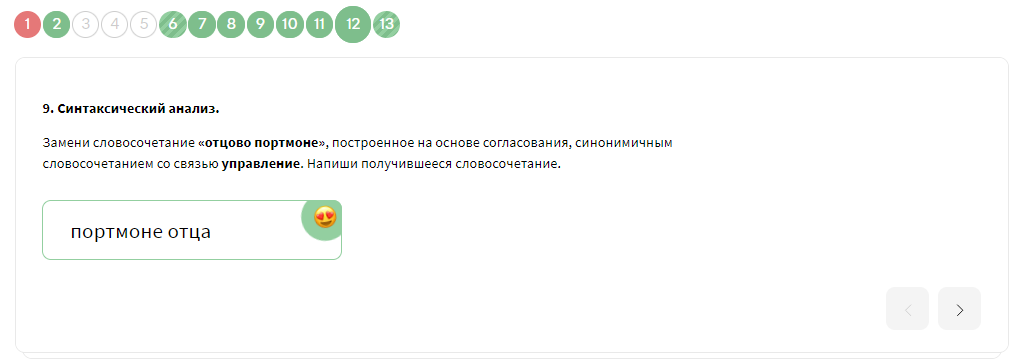 1 2 3 4 5 6 7 8 9 10 11 12 13
9. Синтаксический анализ.
Замени словосочетание «отцово портмоне», построенное на основе согласования, синонимичным
словосочетанием со связью управление. Напиши получившееся словосочетание.
портмоне отца